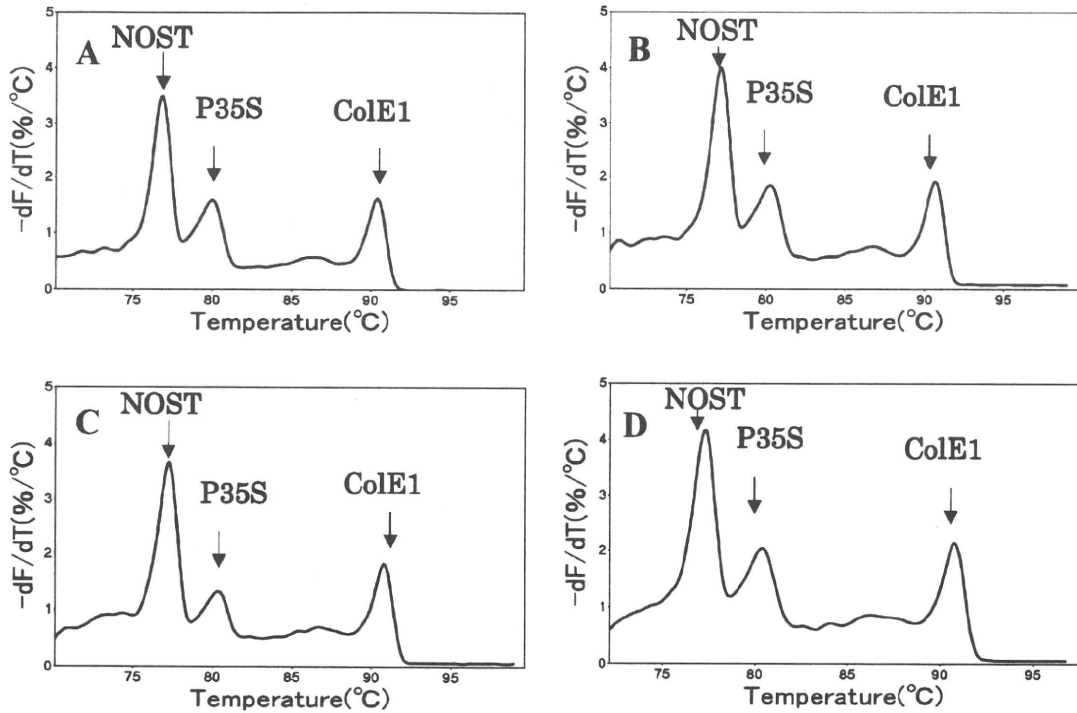 A
NOST
P35S
ColE1
-dF/dT(%/°C)
5
4
3
2
1
0
75 80 85 90 95
Temperature(°C)
B
NOST
P35S
ColE1
-dF/dT(%/°C)
5
4
3
2
1
0
75 80 85 90 95
Temperature(°C)
C
NOST
P35S
ColE1
-dF/dT(%/°C)
5
4
3
2
1
0
75 80 85 90 95
Temperature(°C)
D
NOST
P35S
ColE1
-dF/dT(%/°C)
5
4
3
2
1
0
75 80 85 90 95
Temperature(°C)